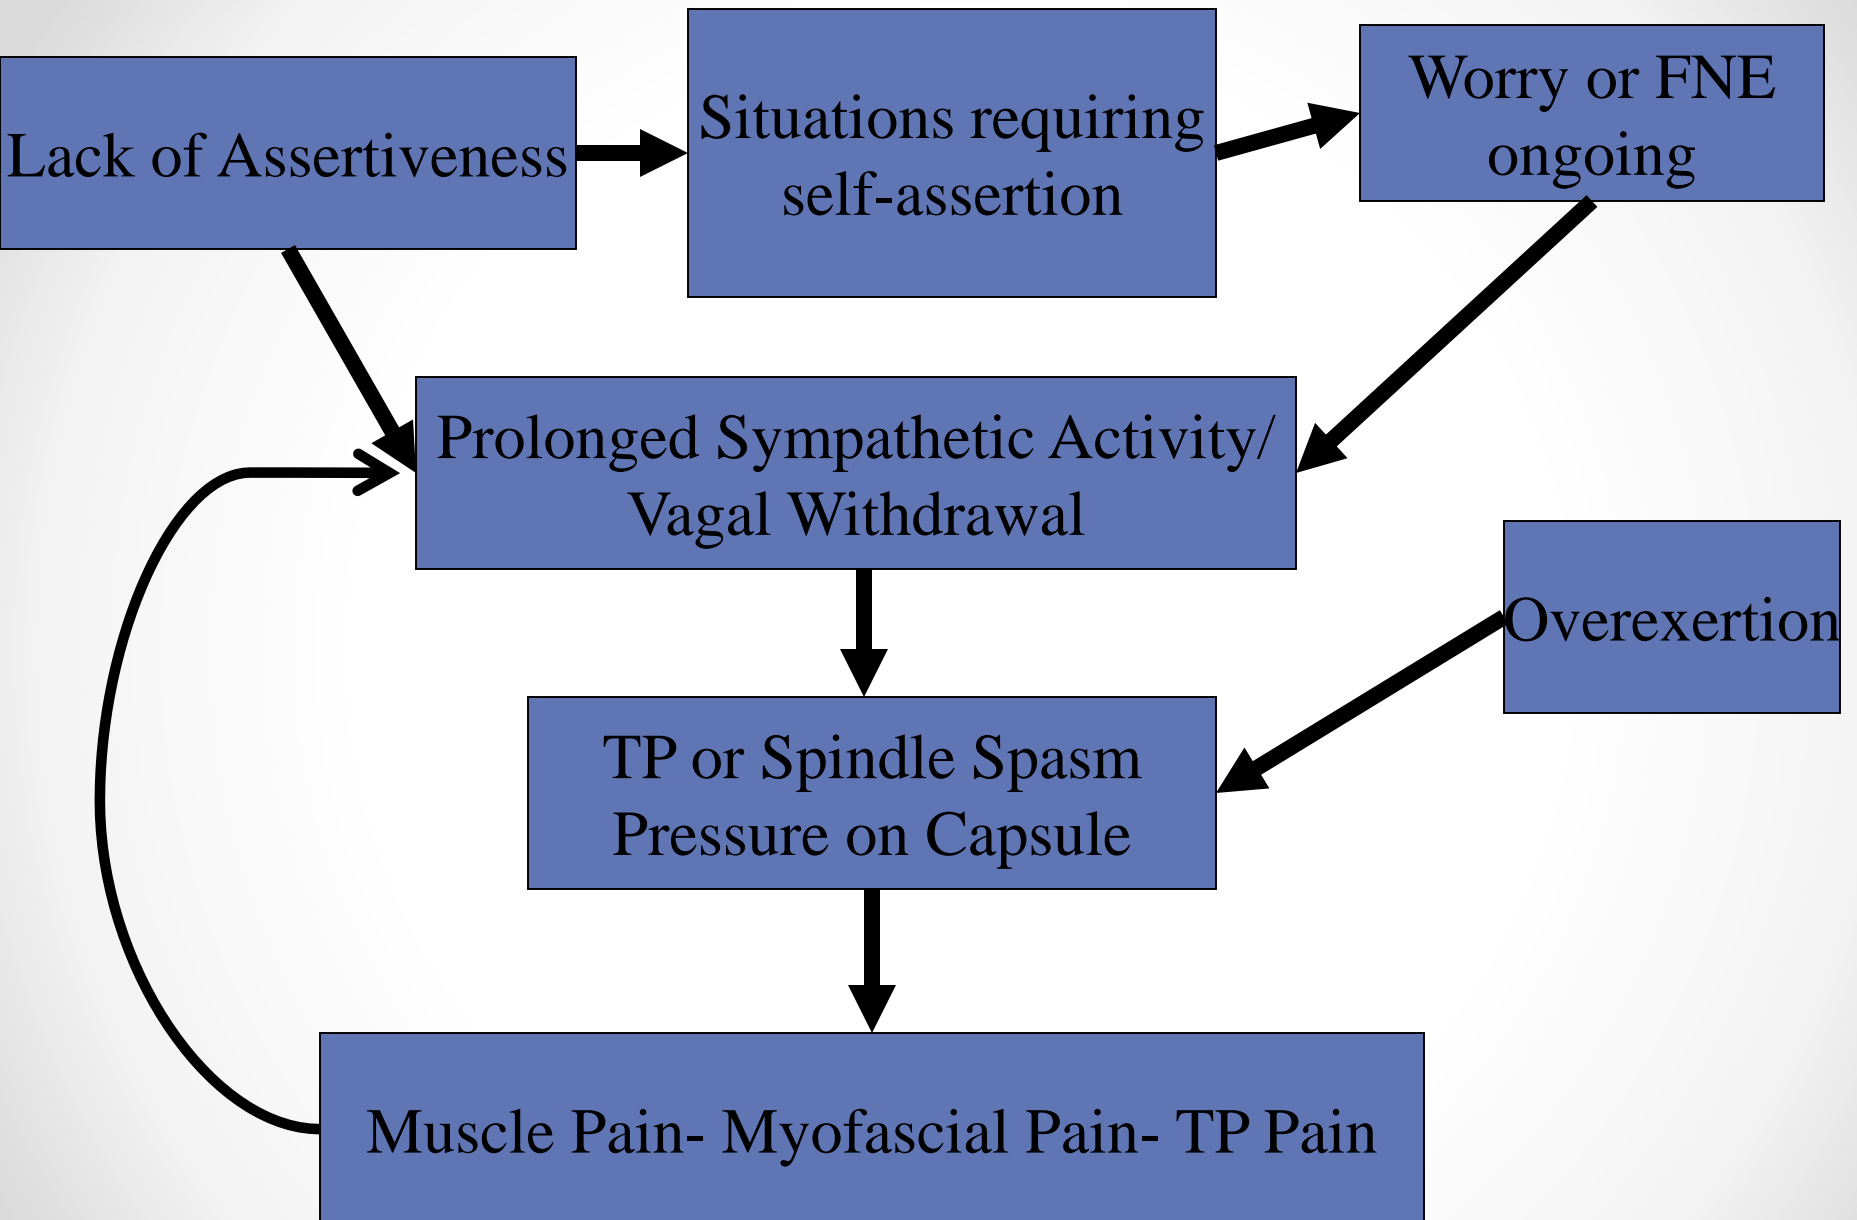 Lack of Assertiveness
Situations requiring
self-assertion
Worry or FNE
ongoing
Prolonged Sympathetic Activity/
Vagal Withdrawal
Overexertion
TP or Spindle Spasm
Pressure on Capsule
Muscle Pain- Myofascial Pain- TP Pain